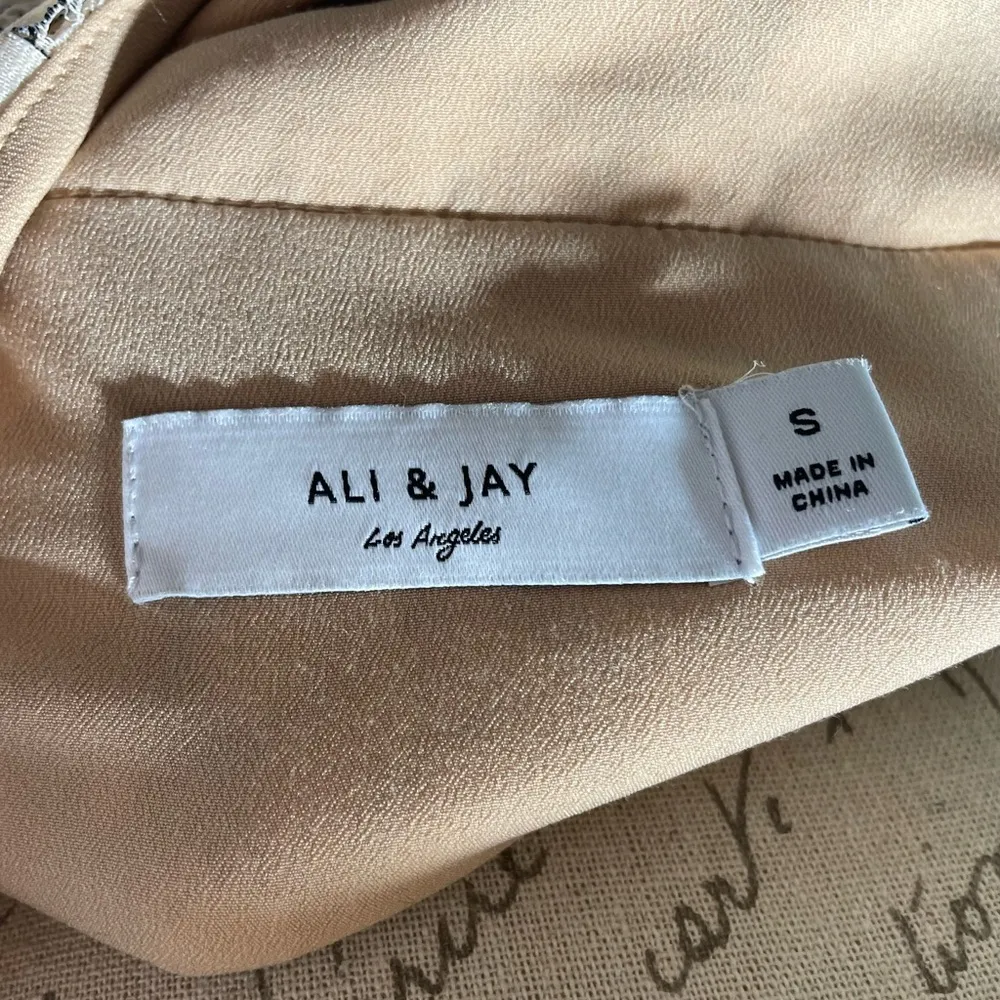 ALI & JAY
Los Angeles
S
MADE IN
CHINA